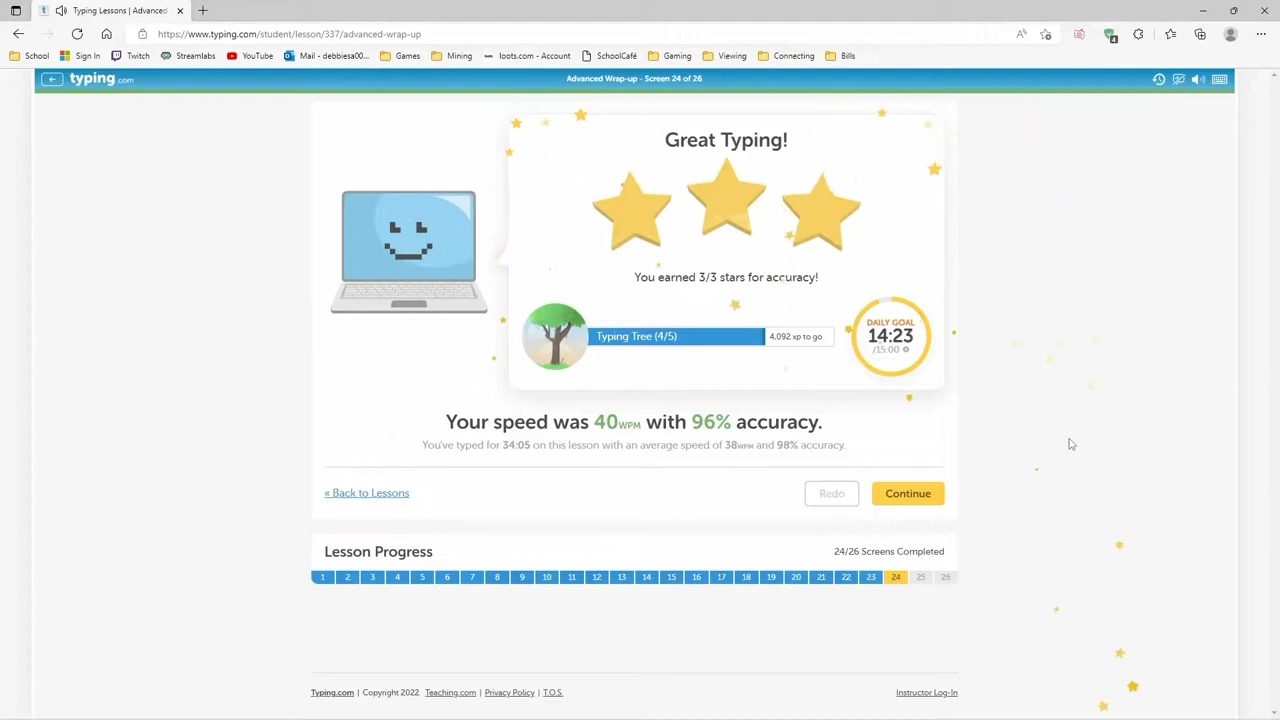 Typing Lessons | Advanced
https://www.typing.com/student/lesson/337/advanced-wrap-up
School Sign In Twitch Streamlabs YouTube Mail - debbiesa00... Games Mining loots.com - Account SchoolCafé Gaming Viewing Connecting Bills
typing.com
Advanced Wrap-up - Screen 24 of 26
Great Typing!
You earned 3/3 stars for accuracy!
Typing Tree (4/5)
4,092 xp to go
DAILY GOAL
14:23
/15:00
Your speed was 40WPM with 96% accuracy.
You've typed for 34:05 on this lesson with an average speed of 38WPM and 98% accuracy.
« Back to Lessons
Redo
Continue
Lesson Progress
24/26 Screens Completed
1 2 3 4 5 6 7 8 9 10 11 12 13 14 15 16 17 18 19 20 21 22 23 24 25 26
Typing.com | Copyright 2022 Teaching.com | Privacy Policy | T.O.S.
Instructor Log-In